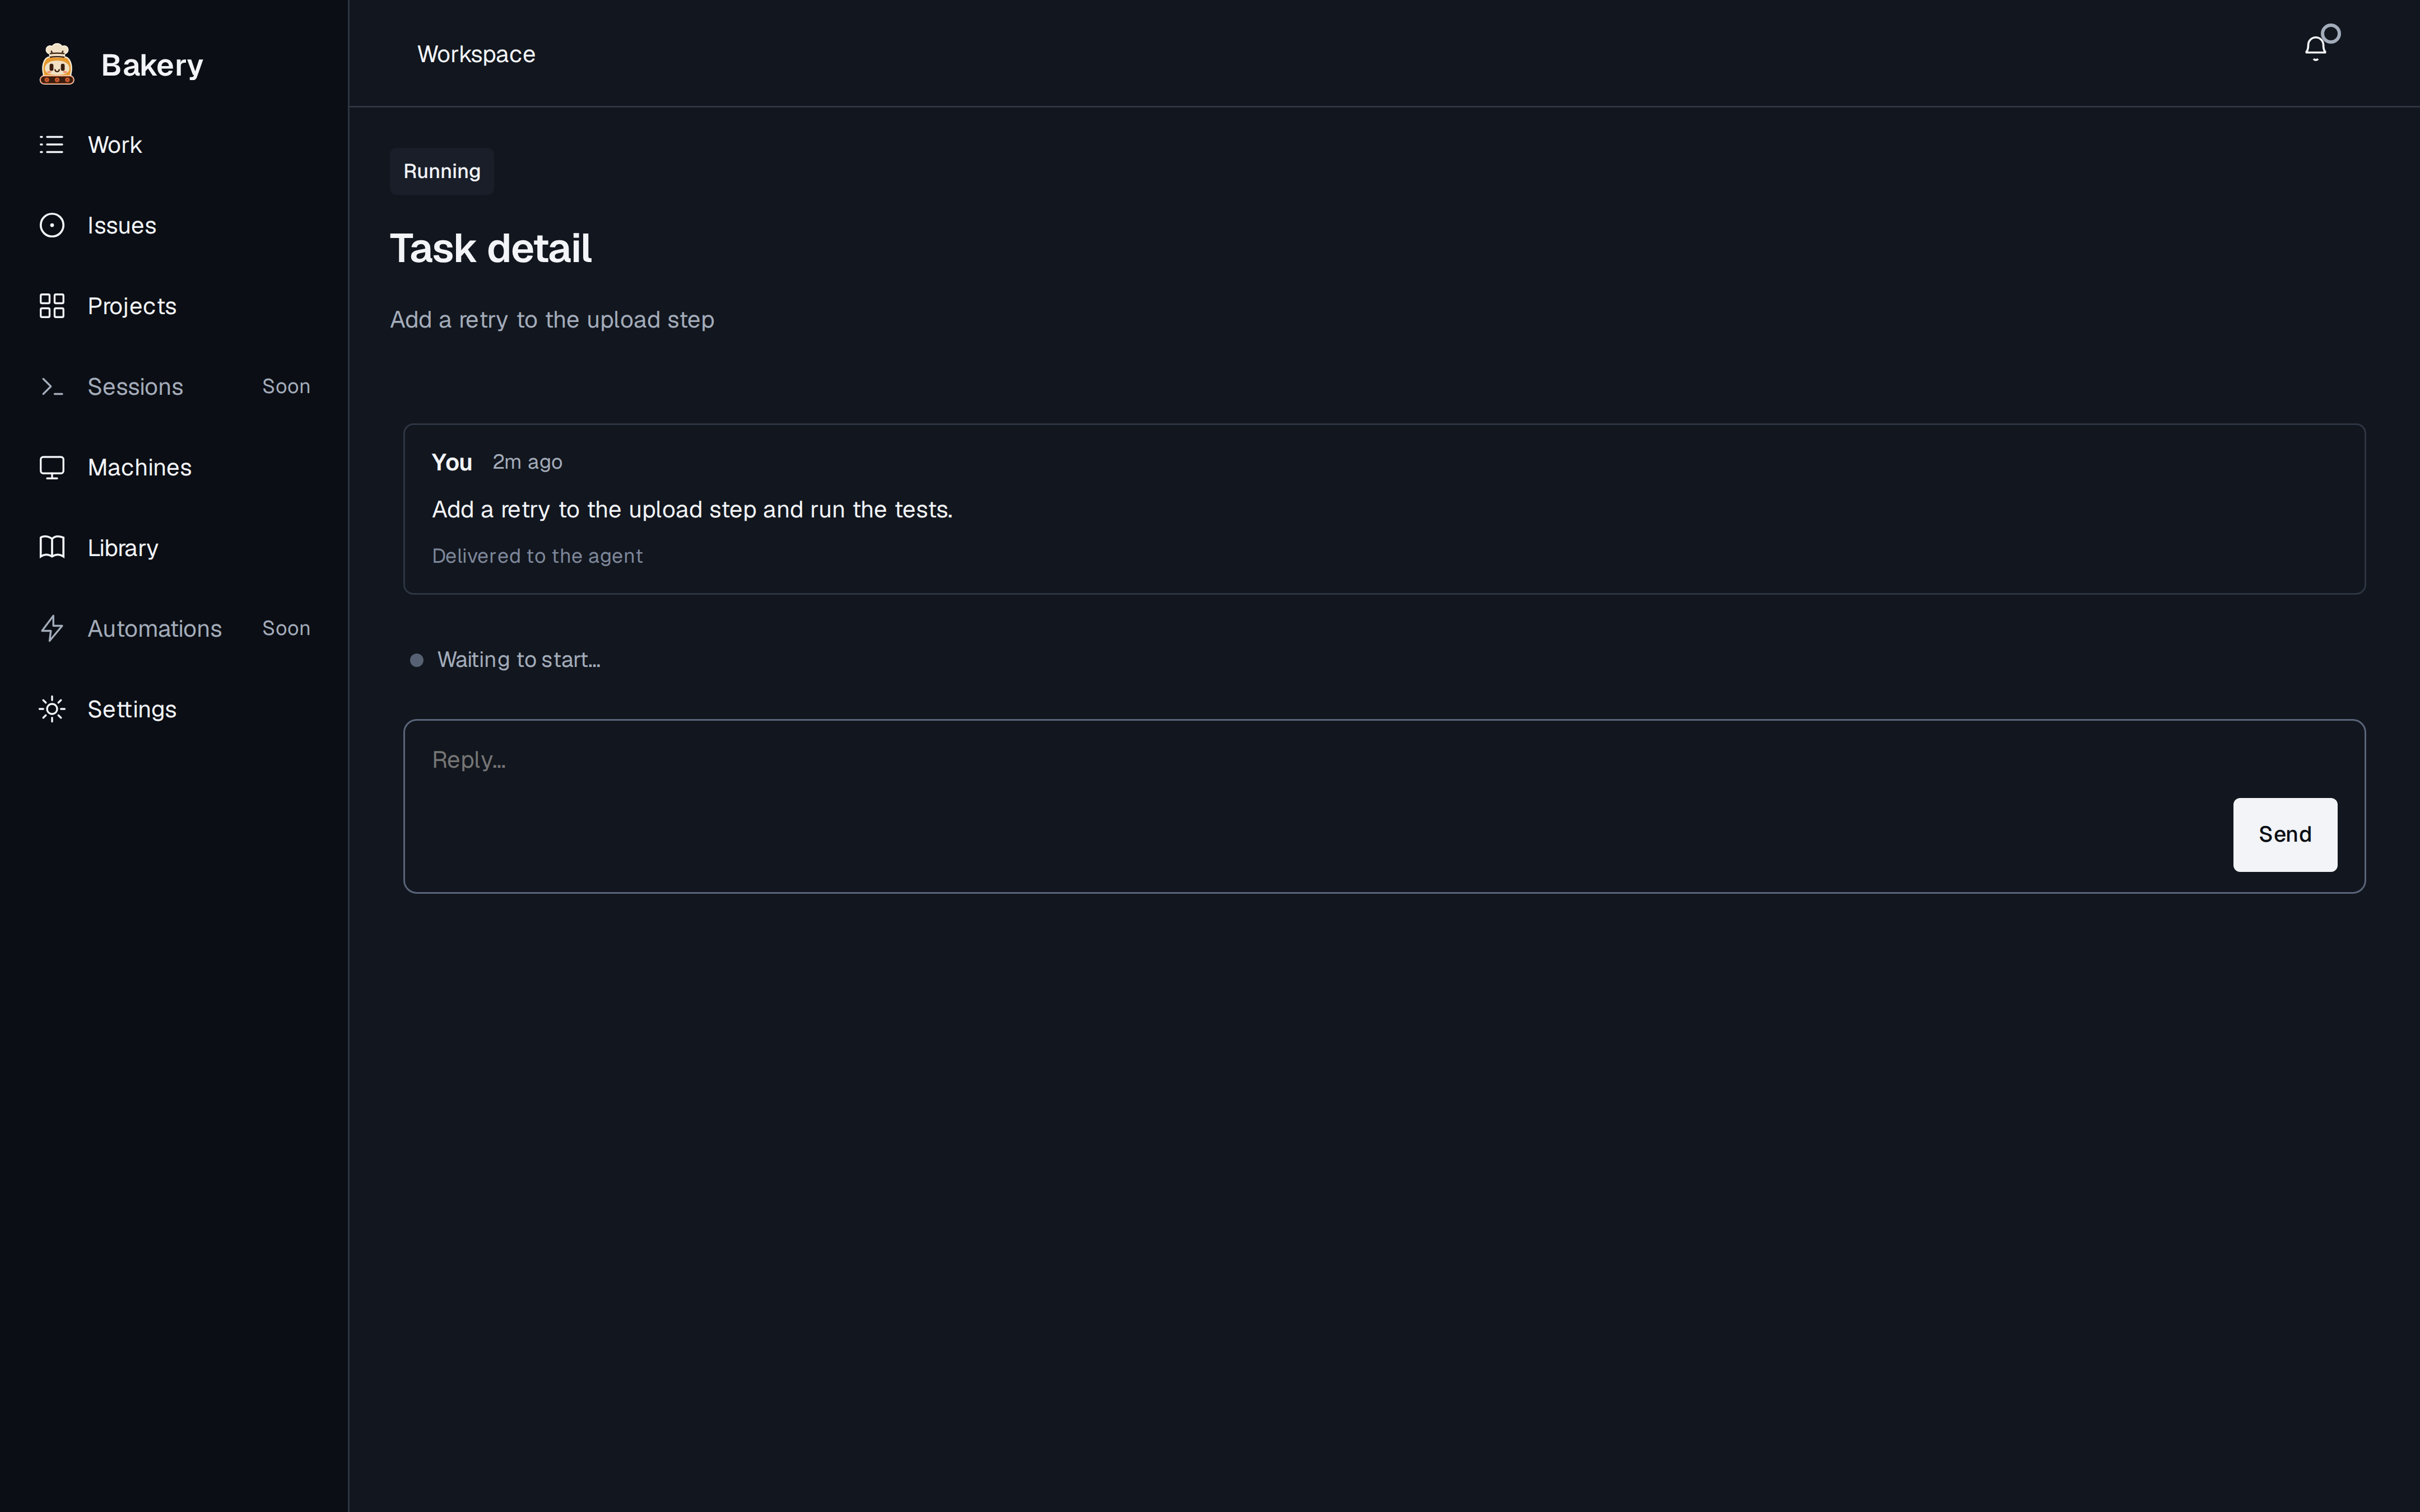 Bakery
Work
Issues
Projects
Sessions Soon
Machines
Library
Automations Soon
Settings
Workspace
Running
Task detail
Add a retry to the upload step
You 2m ago
Add a retry to the upload step and run the tests.
Delivered to the agent
Waiting to start...
Reply...
Send